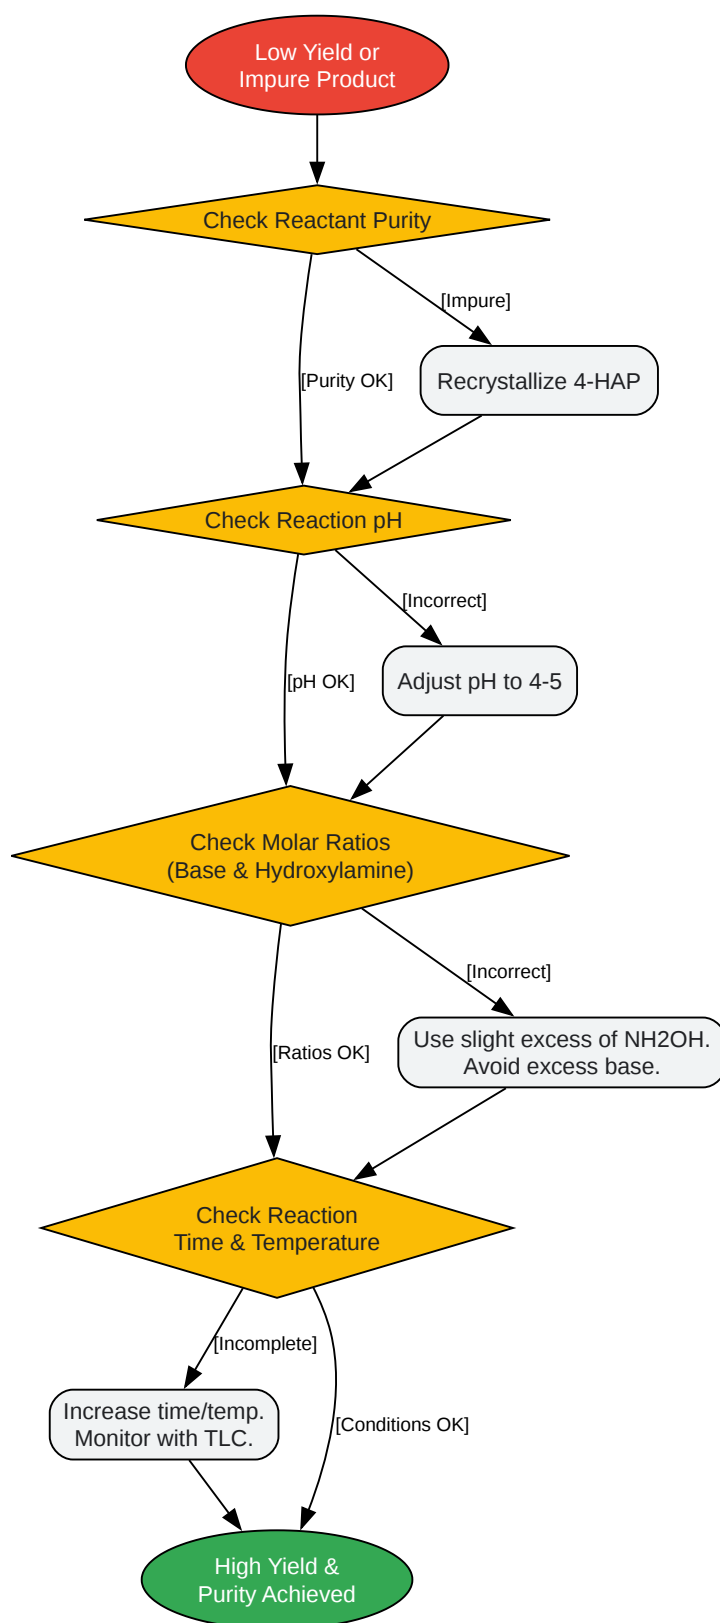 Low Yield or
Impure Product
Check Reactant Purity
[Impure]
[Purity OK]
Recrystallize 4-HAP
Check Reaction pH
[Incorrect]
[pH OK]
Adjust pH to 4-5
Check Molar Ratios
(Base & Hydroxylamine)
[Incorrect]
[Ratios OK]
Use slight excess of NH2OH.
Avoid excess base.
Check Reaction
Time & Temperature
[Incomplete]
Increase time/temp.
Monitor with TLC.
[Conditions OK]
High Yield &
Purity Achieved